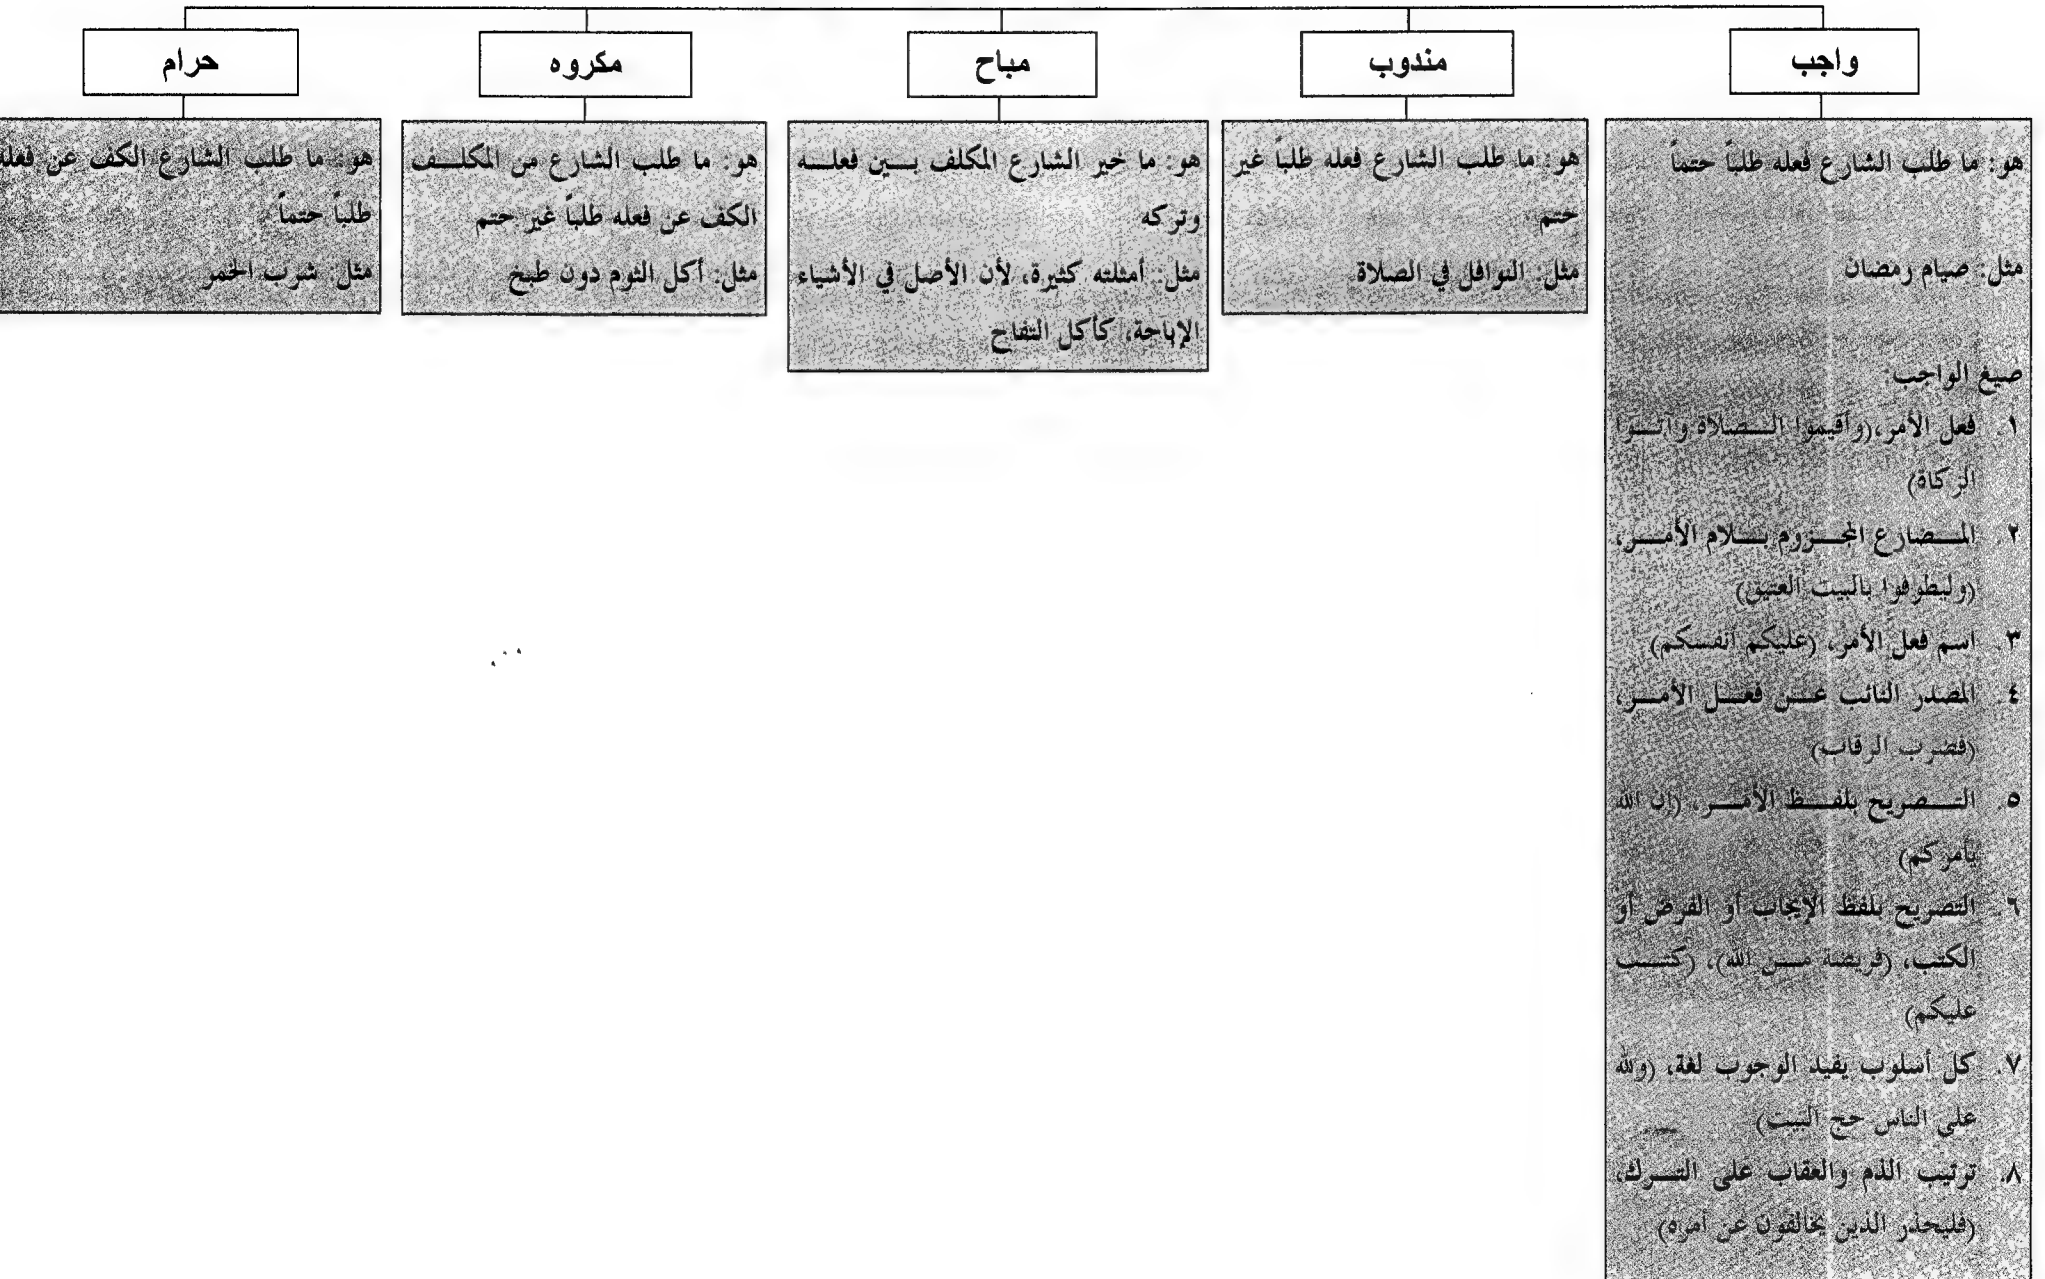 واجب
هو: ما طلب الشارع فعله طلباً حتماً
مثل: صيام رمضان
صيغ الواجب:
١. فعل الأمر، (وأقيموا الصلاة وآتوا
الزكاة)
٢. المضارع المجزوم بلام الأمر،
(وليطوفوا بالبيت العتيق)
٣. اسم فعل الأمر، (عليكم أنفسكم)
٤. المصدر النائب عن فعل الأمر،
(فضرب الرقاب)
٥. التصريح بلفظ الأمر، (إن الله
يأمركم)
٦. التصريح بلفظ الإيجاب أو الفرض أو
الكتب، (فريضة من الله)، (كتب
عليكم)
٧. كل أسلوب يفيد الوجوب لغة، (ولله
على الناس حج البيت)
٨. ترتيب الذم والعقاب على الترك،
(فليحذر الذين يخالفون عن أمره)
مندوب
هو: ما طلب الشارع فعله طلباً غير
حتم
مثل: النوافل في الصلاة
مباح
هو: ما خير الشارع المكلف بين فعله
وتركه
مثل: أمثلته كثيرة، لأن الأصل في الأشياء
الإباحة، كأكل التفاح
مكروه
هو: ما طلب الشارع من المكلف
الكف عن فعله طلباً غير حتم
مثل: أكل الثوم دون طبخ
حرام
هو: ما طلب الشارع الكف عن فعله
طلباً حتماً
مثل: شرب الخمر